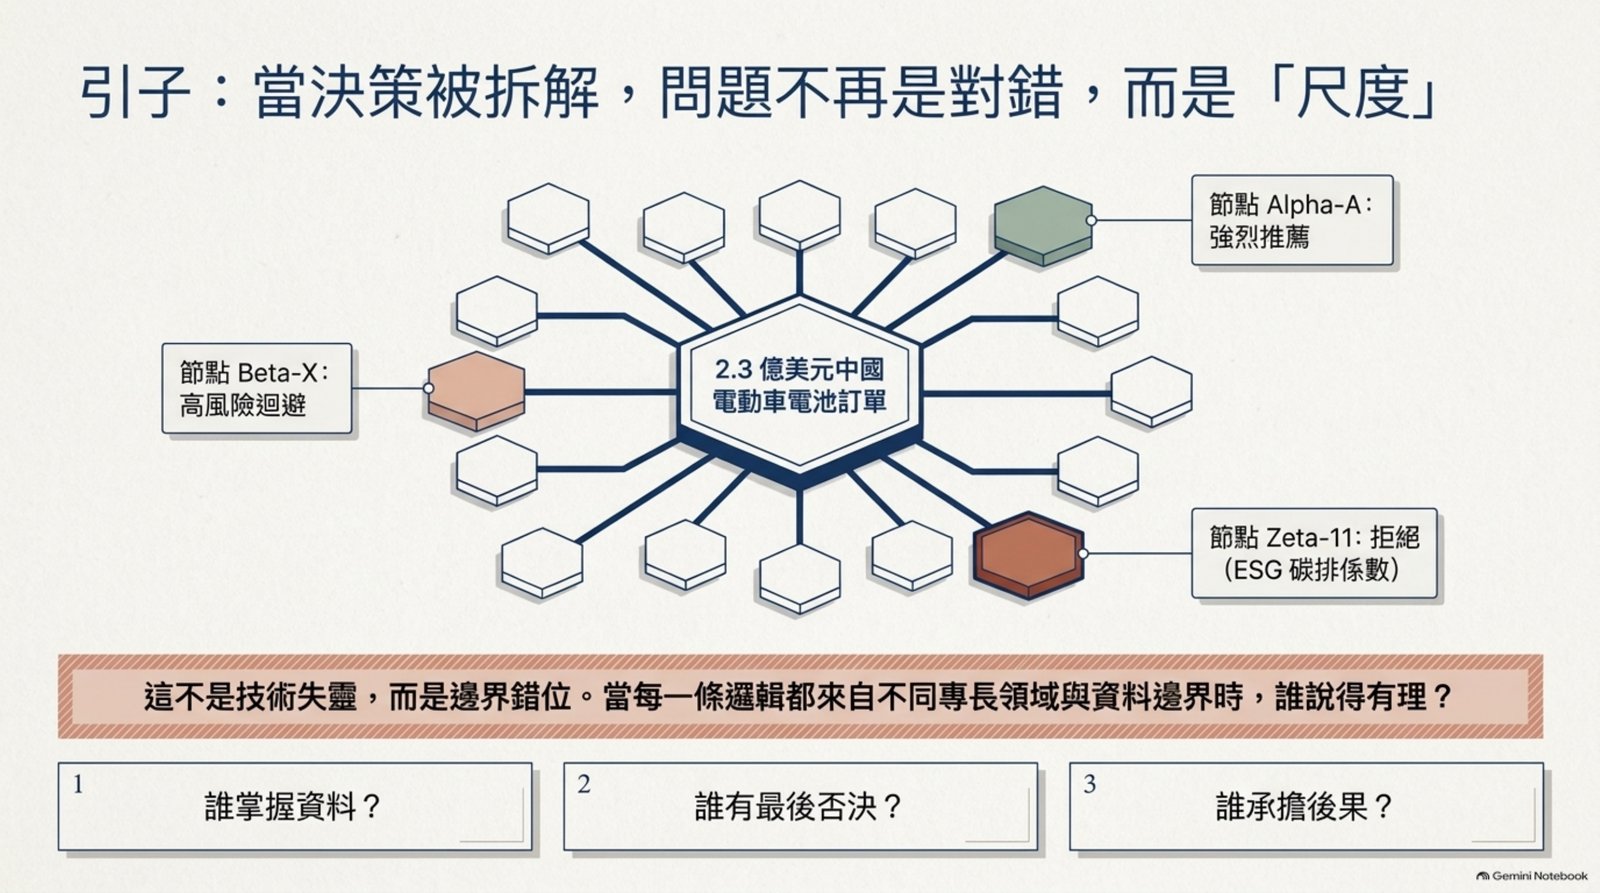 引子：當決策被拆解，問題不再是對錯，而是「尺度」
節點 Alpha-A：
強烈推薦
節點 Beta-X：
高風險迴避
2.3 億美元中國
電動車電池訂單
節點 Zeta-11: 拒絕
（ESG 碳排係數）
這不是技術失靈，而是邊界錯位。當每一條邏輯都來自不同專長領域與資料邊界時，誰說得有理？
1
誰掌握資料？
2
誰有最後否決？
3
誰承擔後果？
Gemini Notebook